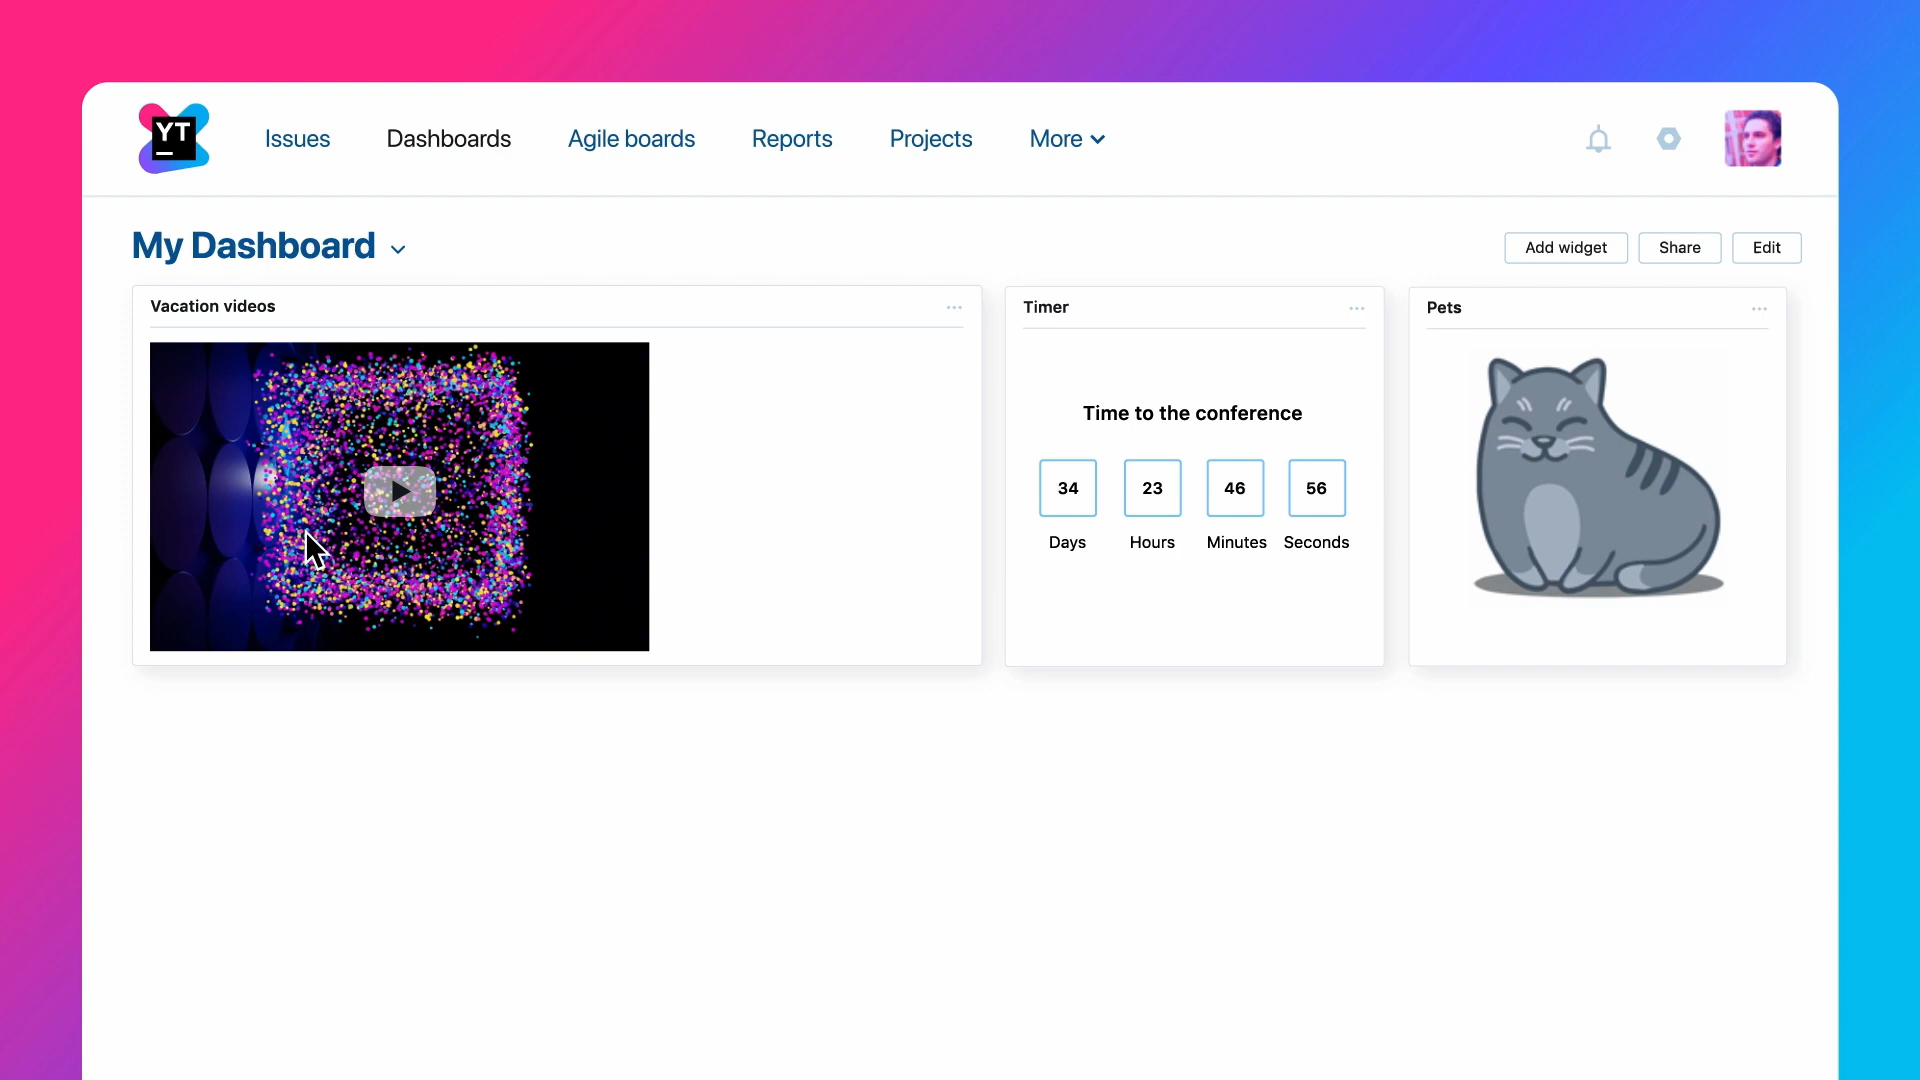 YT
Issues Dashboards Agile boards Reports Projects More
My Dashboard
Add widget Share Edit
Vacation videos
Timer
Time to the conference
34 23 46 56
Days Hours Minutes Seconds
Pets